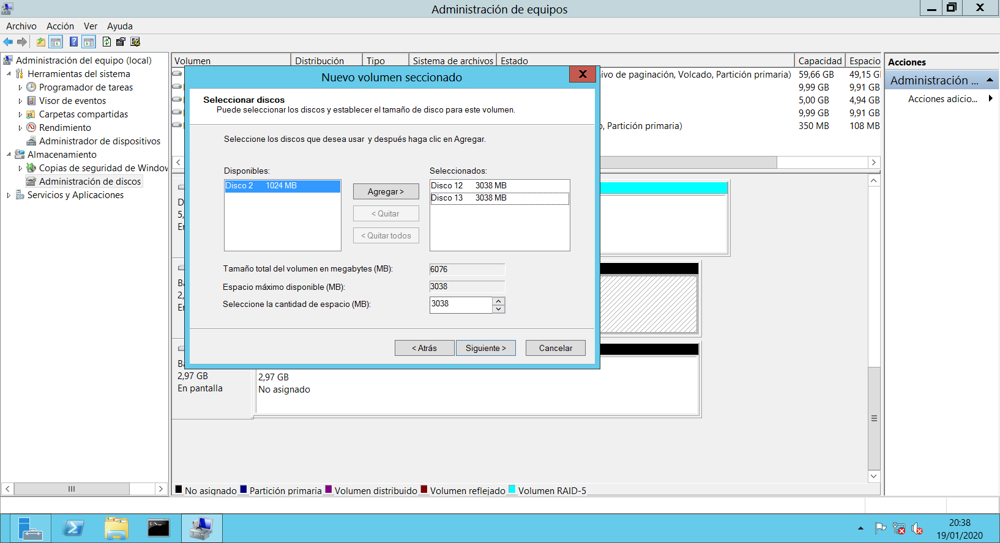 Administración de equipos
Archivo Acción Ver Ayuda
Administración del equipo (local)
Herramientas del sistema
Programador de tareas
Visor de eventos
Carpetas compartidas
Rendimiento
Administrador de dispositivos
Almacenamiento
Copias de seguridad de Window
Administración de discos
Servicios y Aplicaciones
Volumen Distribución Tipo Sistema de archivos Estado Capacidad Espacio
ivo de paginación, Volcado, Partición primaria) 59,66 GB 49,15 G
9,99 GB 9,91 GB
5,00 GB 4,94 GB
9,99 GB 9,91 GB
o, Partición primaria) 350 MB 108 MB
Nuevo volumen seccionado
Seleccionar discos
Puede seleccionar los discos y establecer el tamaño de disco para este volumen.
Seleccione los discos que desea usar y después haga clic en Agregar.
Disponibles:
Disco 2 1024 MB
Agregar >
< Quitar
< Quitar todos
Seleccionados:
Disco 12 3038 MB
Disco 13 3038 MB
Tamaño total del volumen en megabytes (MB): 6076
Espacio máximo disponible (MB): 3038
Seleccione la cantidad de espacio (MB): 3038
< Atrás Siguiente > Cancelar
D
5,
En
Ba
2,
En
Ba
2,97 GB
En pantalla
2,97 GB
No asignado
No asignado Partición primaria Volumen distribuido Volumen reflejado Volumen RAID-5
Acciones
Administración ...
Acciones adicio...
20:38
19/01/2020